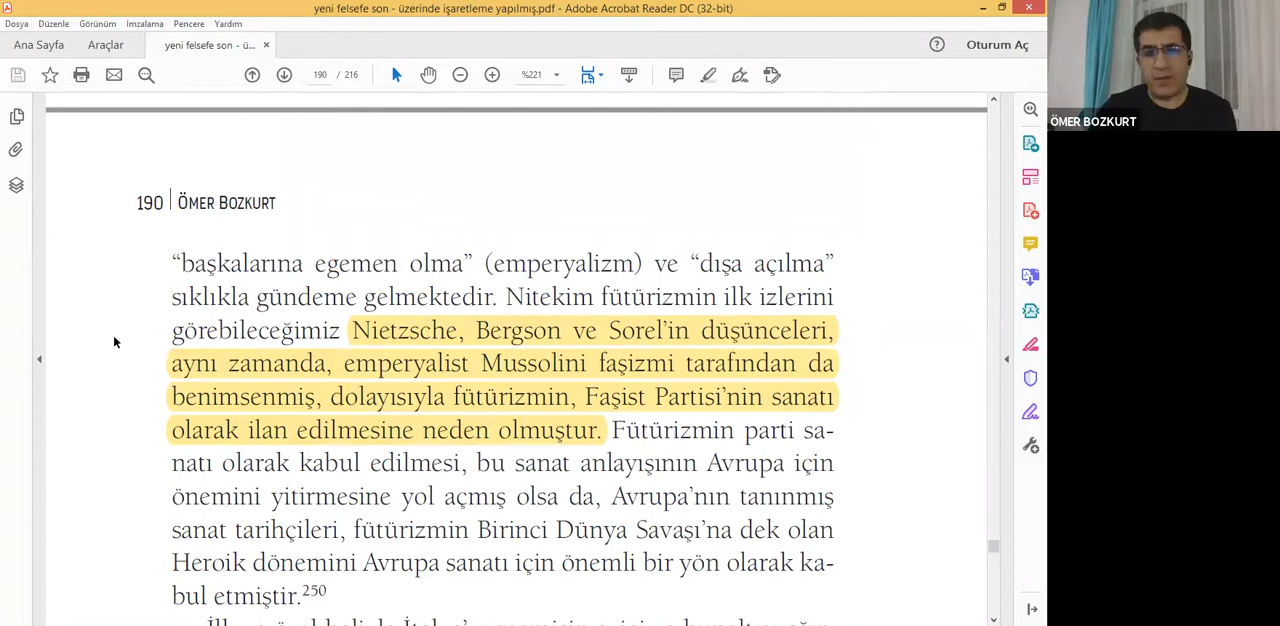 yeni felsefe son - üzerinde işaretleme yapılmış.pdf - Adobe Acrobat Reader DC (32-bit)
Dosya Düzenle Görünüm İmzalama Pencere Yardım
Ana Sayfa Araçlar yeni felsefe son - ü... × Oturum Aç
190 / 216 %221
ÖMER BOZKURT
190 ÖMER BOZKURT
“başkalarına egemen olma” (emperyalizm) ve “dışa açılma”
sıklıkla gündeme gelmektedir. Nitekim fütürizmin ilk izlerini
görebileceğimiz Nietzsche, Bergson ve Sorel’in düşünceleri,
aynı zamanda, emperyalist Mussolini faşizmi tarafından da
benimsenmiş, dolayısıyla fütürizmin, Faşist Partisi’nin sanatı
olarak ilan edilmesine neden olmuştur. Fütürizmin parti sa-
natı olarak kabul edilmesi, bu sanat anlayışının Avrupa için
önemini yitirmesine yol açmış olsa da, Avrupa’nın tanınmış
sanat tarihçileri, fütürizmin Birinci Dünya Savaşı’na dek olan
Heroik dönemini Avrupa sanatı için önemli bir yön olarak ka-
bul etmiştir.250